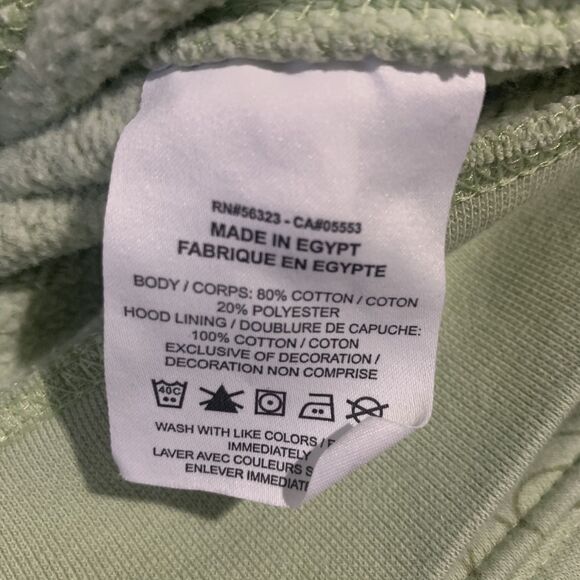 RN#56323 - CA#05553
MADE IN EGYPT
FABRIQUE EN EGYPTE
BODY / CORPS: 80% COTTON / COTON
20% POLYESTER
HOOD LINING / DOUBLURE DE CAPUCHE:
100% COTTON / COTON
EXCLUSIVE OF DECORATION /
DECORATION NON COMPRISE
40C
WASH WITH LIKE COLORS /
IMMEDIATELY
LAVER AVEC COULEURS
ENLEVER